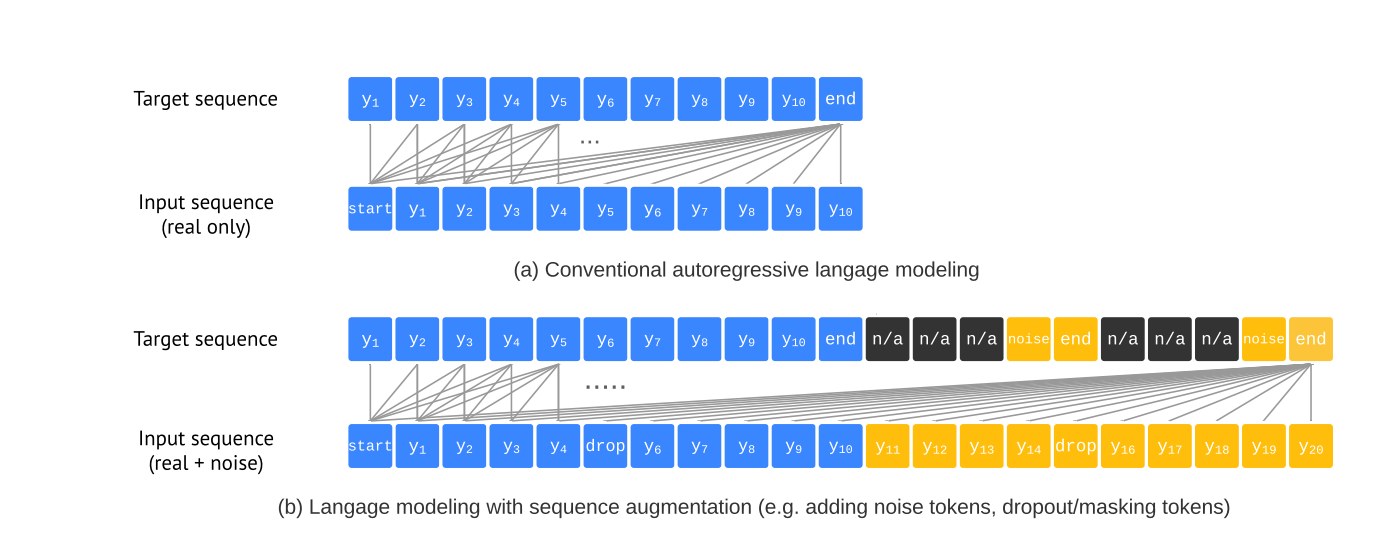 Target sequence y₁ y₂ y₃ y₄ y₅ y₆ y₇ y₈ y₉ y₁₀ end
...
Input sequence
(real only) start y₁ y₂ y₃ y₄ y₅ y₆ y₇ y₈ y₉ y₁₀
(a) Conventional autoregressive langage modeling
Target sequence y₁ y₂ y₃ y₄ y₅ y₆ y₇ y₈ y₉ y₁₀ end n/a n/a n/a noise end n/a n/a n/a noise end
.....
Input sequence
(real + noise) start y₁ y₂ y₃ y₄ drop y₆ y₇ y₈ y₉ y₁₀ y₁₁ y₁₂ y₁₃ y₁₄ drop y₁₆ y₁₇ y₁₈ y₁₉ y₂₀
(b) Langage modeling with sequence augmentation (e.g. adding noise tokens, dropout/masking tokens)